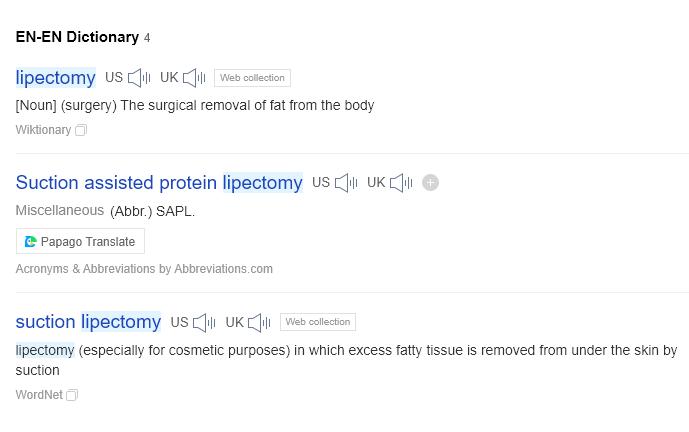 EN-EN Dictionary 4
lipectomy US UK Web collection
[Noun] (surgery) The surgical removal of fat from the body
Wiktionary
Suction assisted protein lipectomy US UK
Miscellaneous (Abbr.) SAPL.
Papago Translate
Acronyms & Abbreviations by Abbreviations.com
suction lipectomy US UK Web collection
lipectomy (especially for cosmetic purposes) in which excess fatty tissue is removed from under the skin by
suction
WordNet